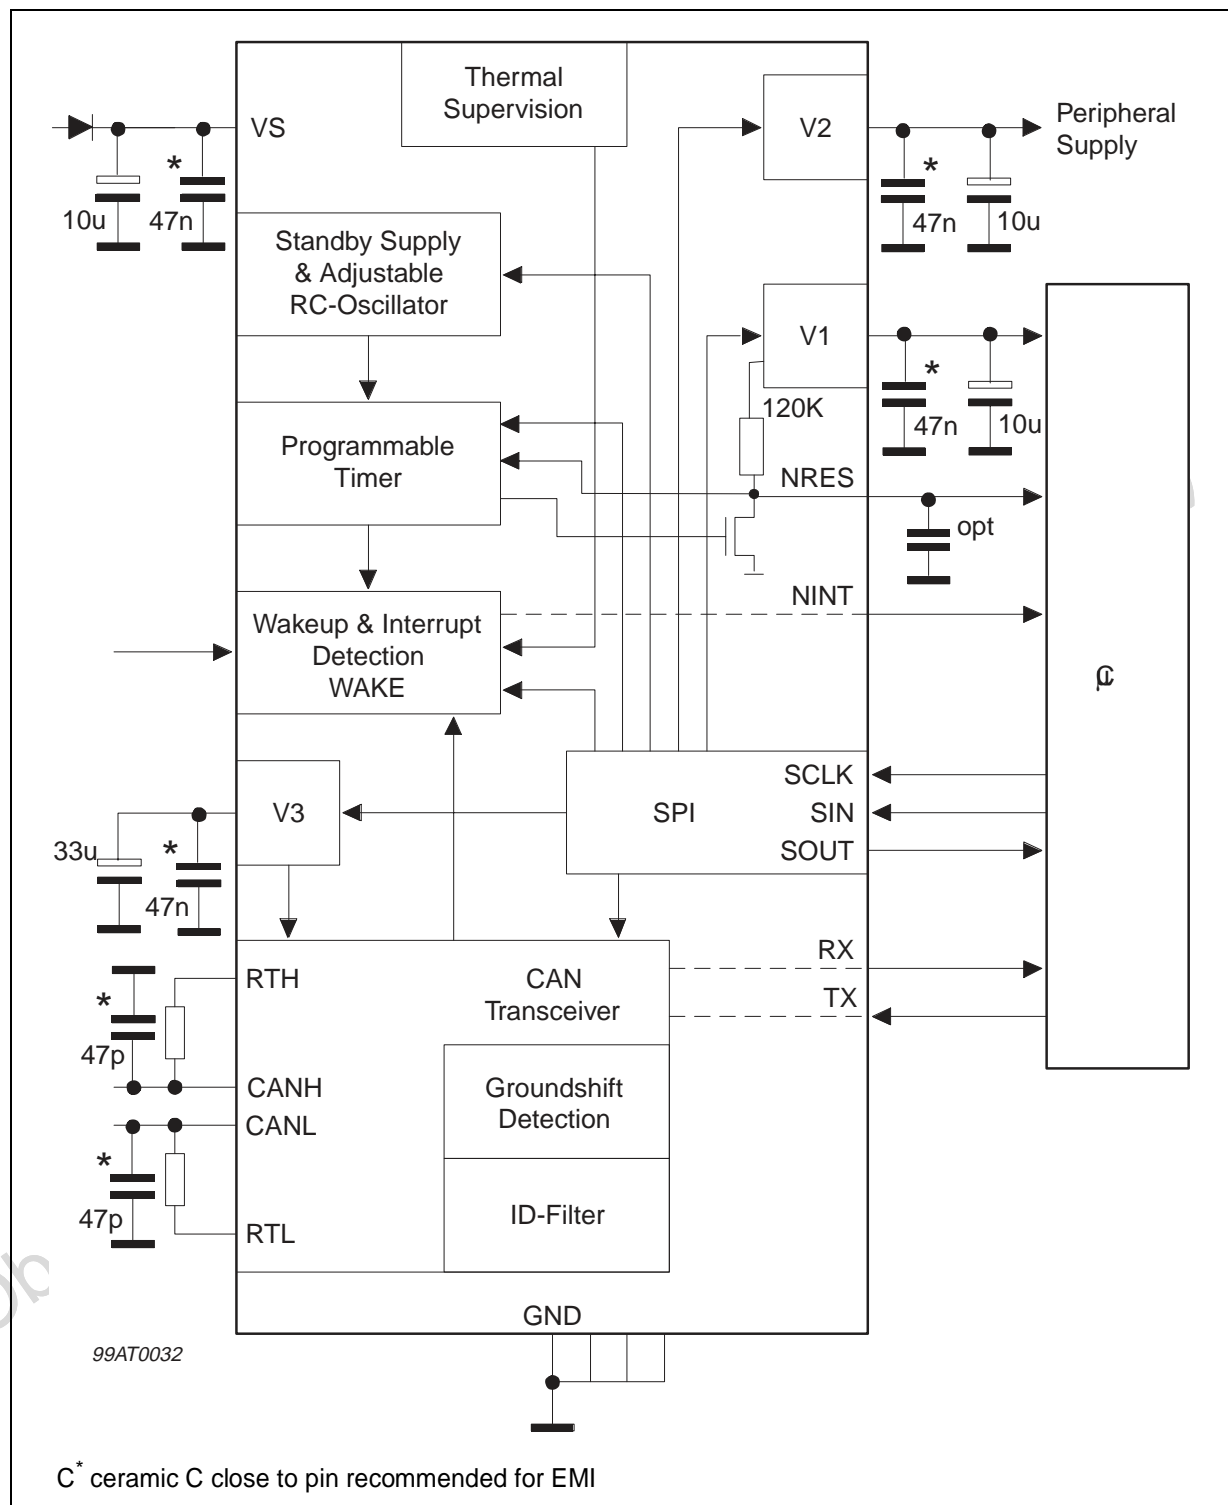 Thermal
Supervision
VS
V2
Peripheral
Supply
*
10u
47n
*
47n
10u
Standby Supply
& Adjustable
RC-Oscillator
V1
*
120K
47n
10u
Programmable
Timer
NRES
opt
NINT
Wakeup & Interrupt
Detection
WAKE
µC
SCLK
V3
SPI
SIN
33u
*
SOUT
47n
RTH
CAN
Transceiver
RX
TX
*
47p
CANH
CANL
Groundshift
Detection
*
47p
RTL
ID-Filter
GND
99AT0032
C* ceramic C close to pin recommended for EMI